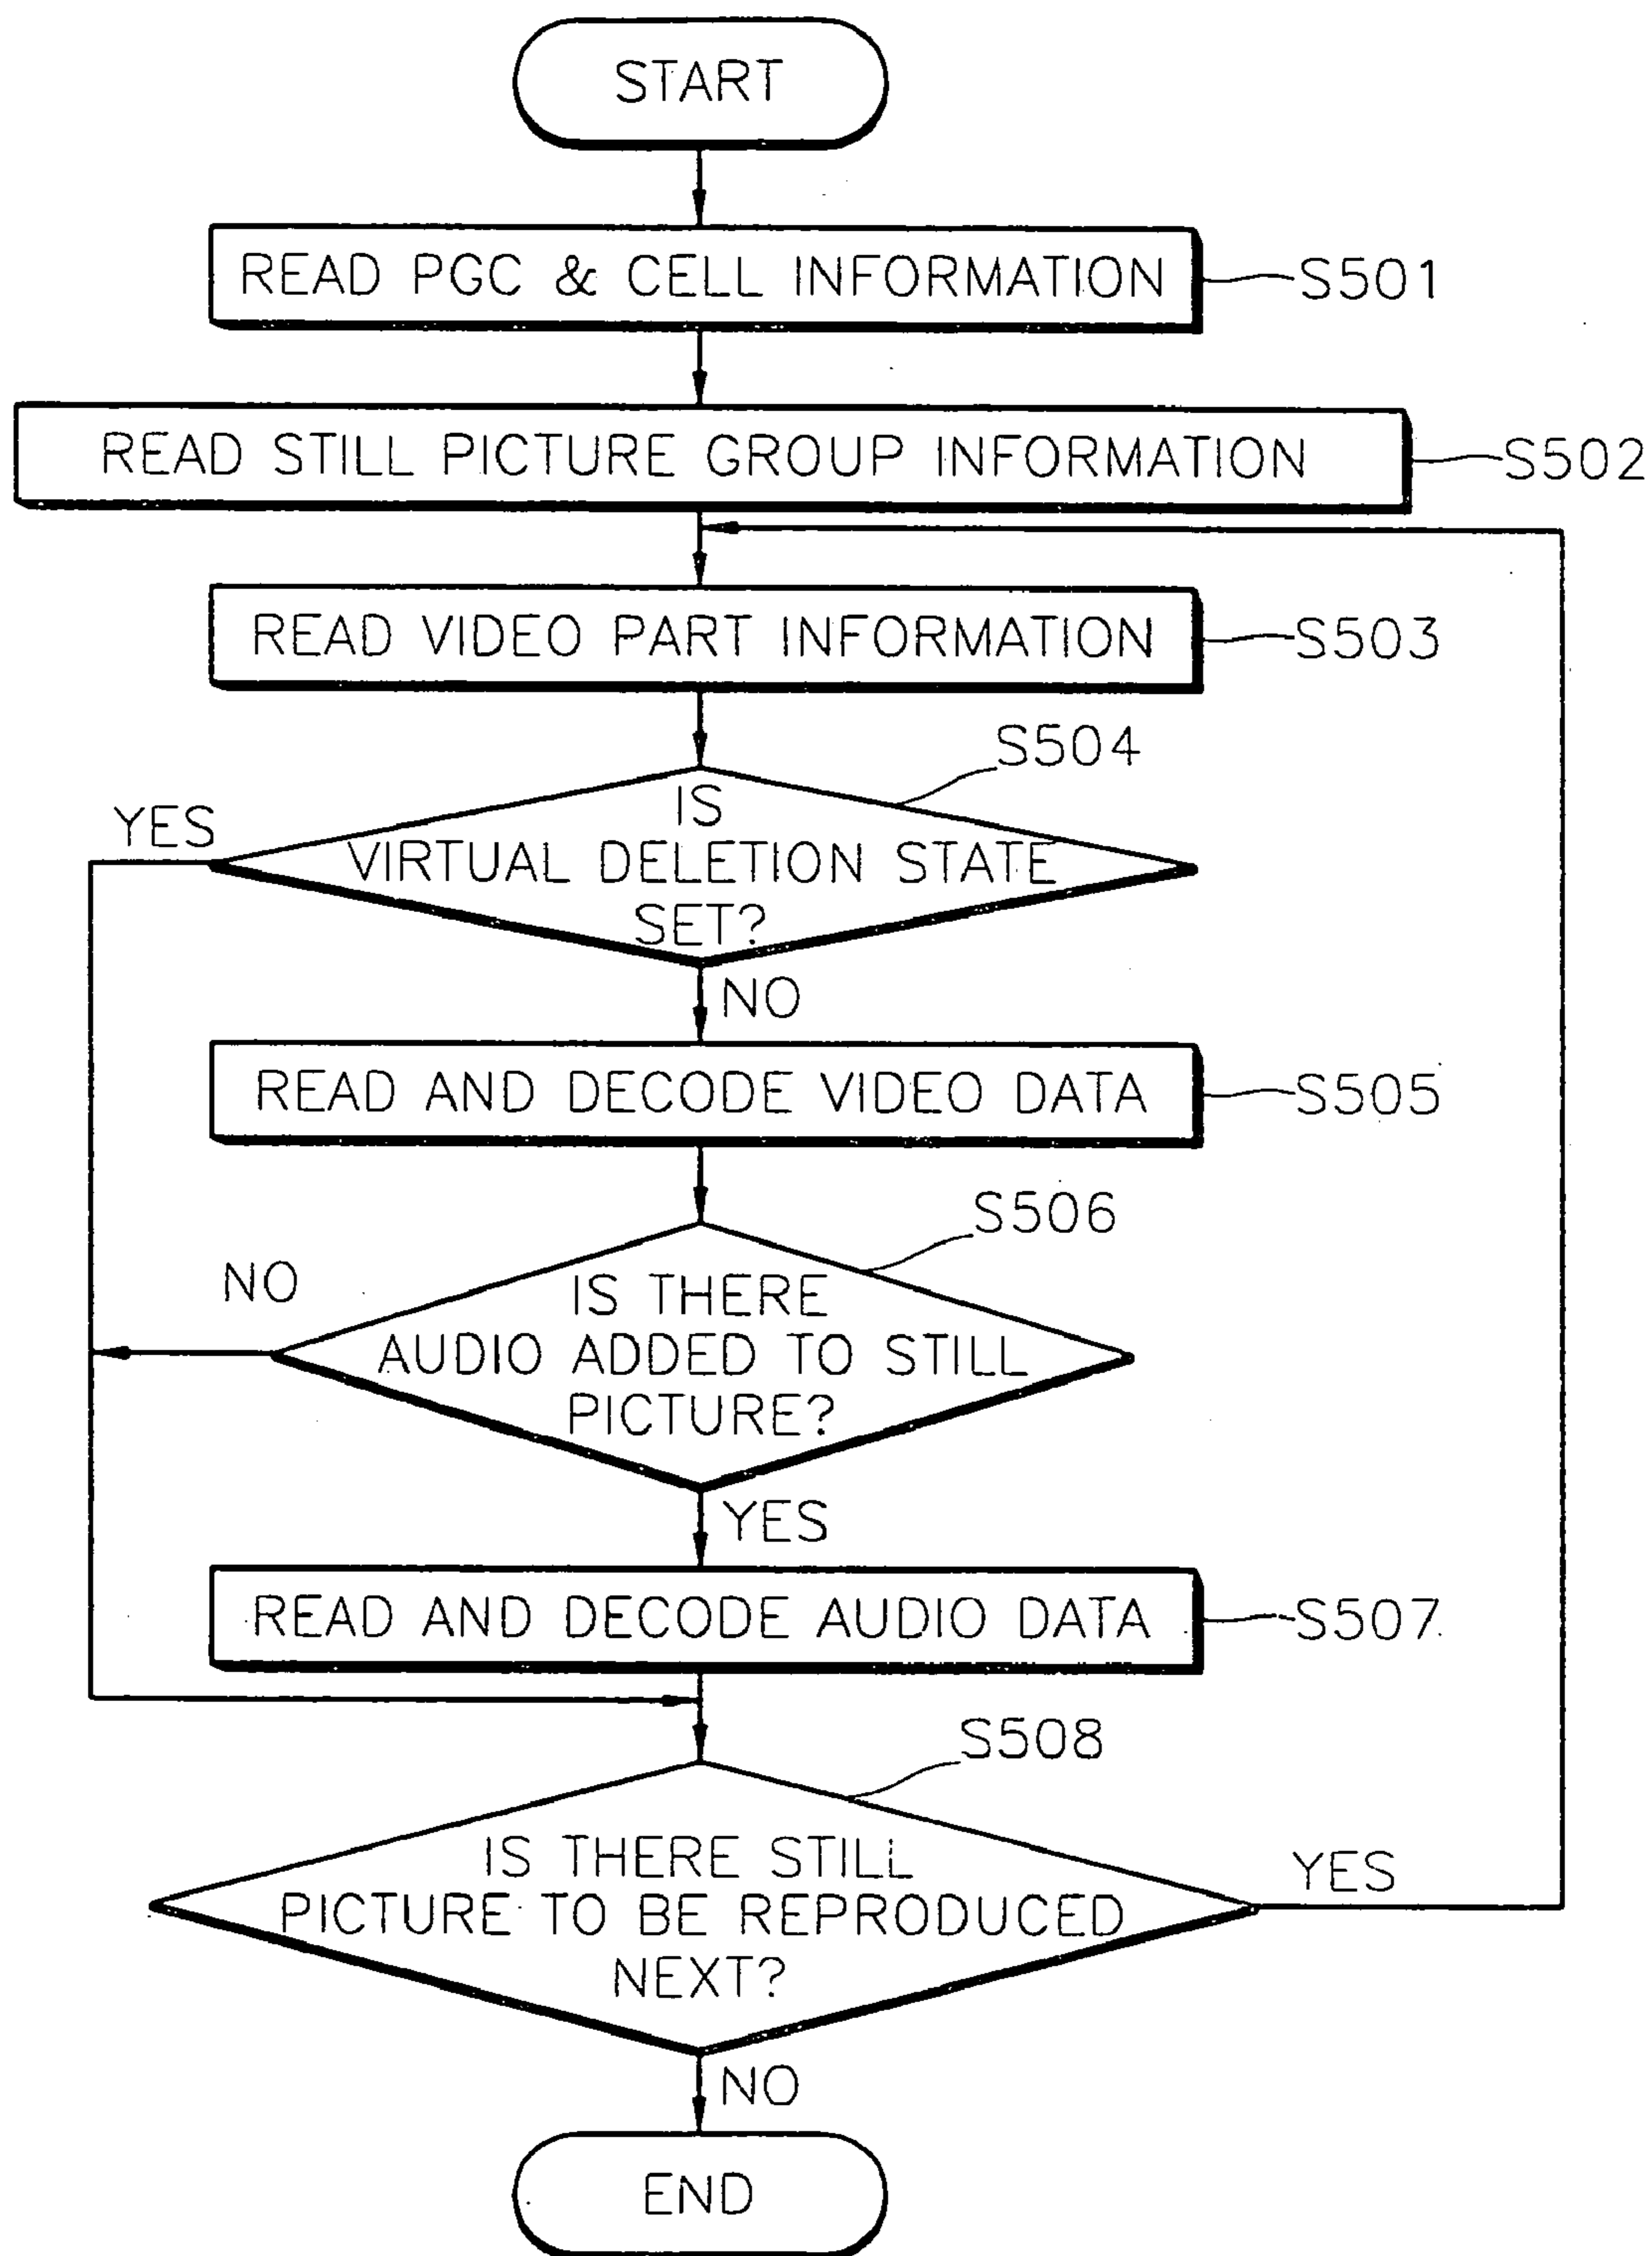 START
READ PGC & CELL INFORMATION
S501
READ STILL PICTURE GROUP INFORMATION
S502
READ VIDEO PART INFORMATION
S503
S504
YES
IS
VIRTUAL DELETION STATE
SET?
NO
READ AND DECODE VIDEO DATA
S505
S506
NO
IS THERE
AUDIO ADDED TO STILL
PICTURE?
YES
READ AND DECODE AUDIO DATA
S507
S508
IS THERE STILL
PICTURE TO BE REPRODUCED
NEXT?
YES
NO
END